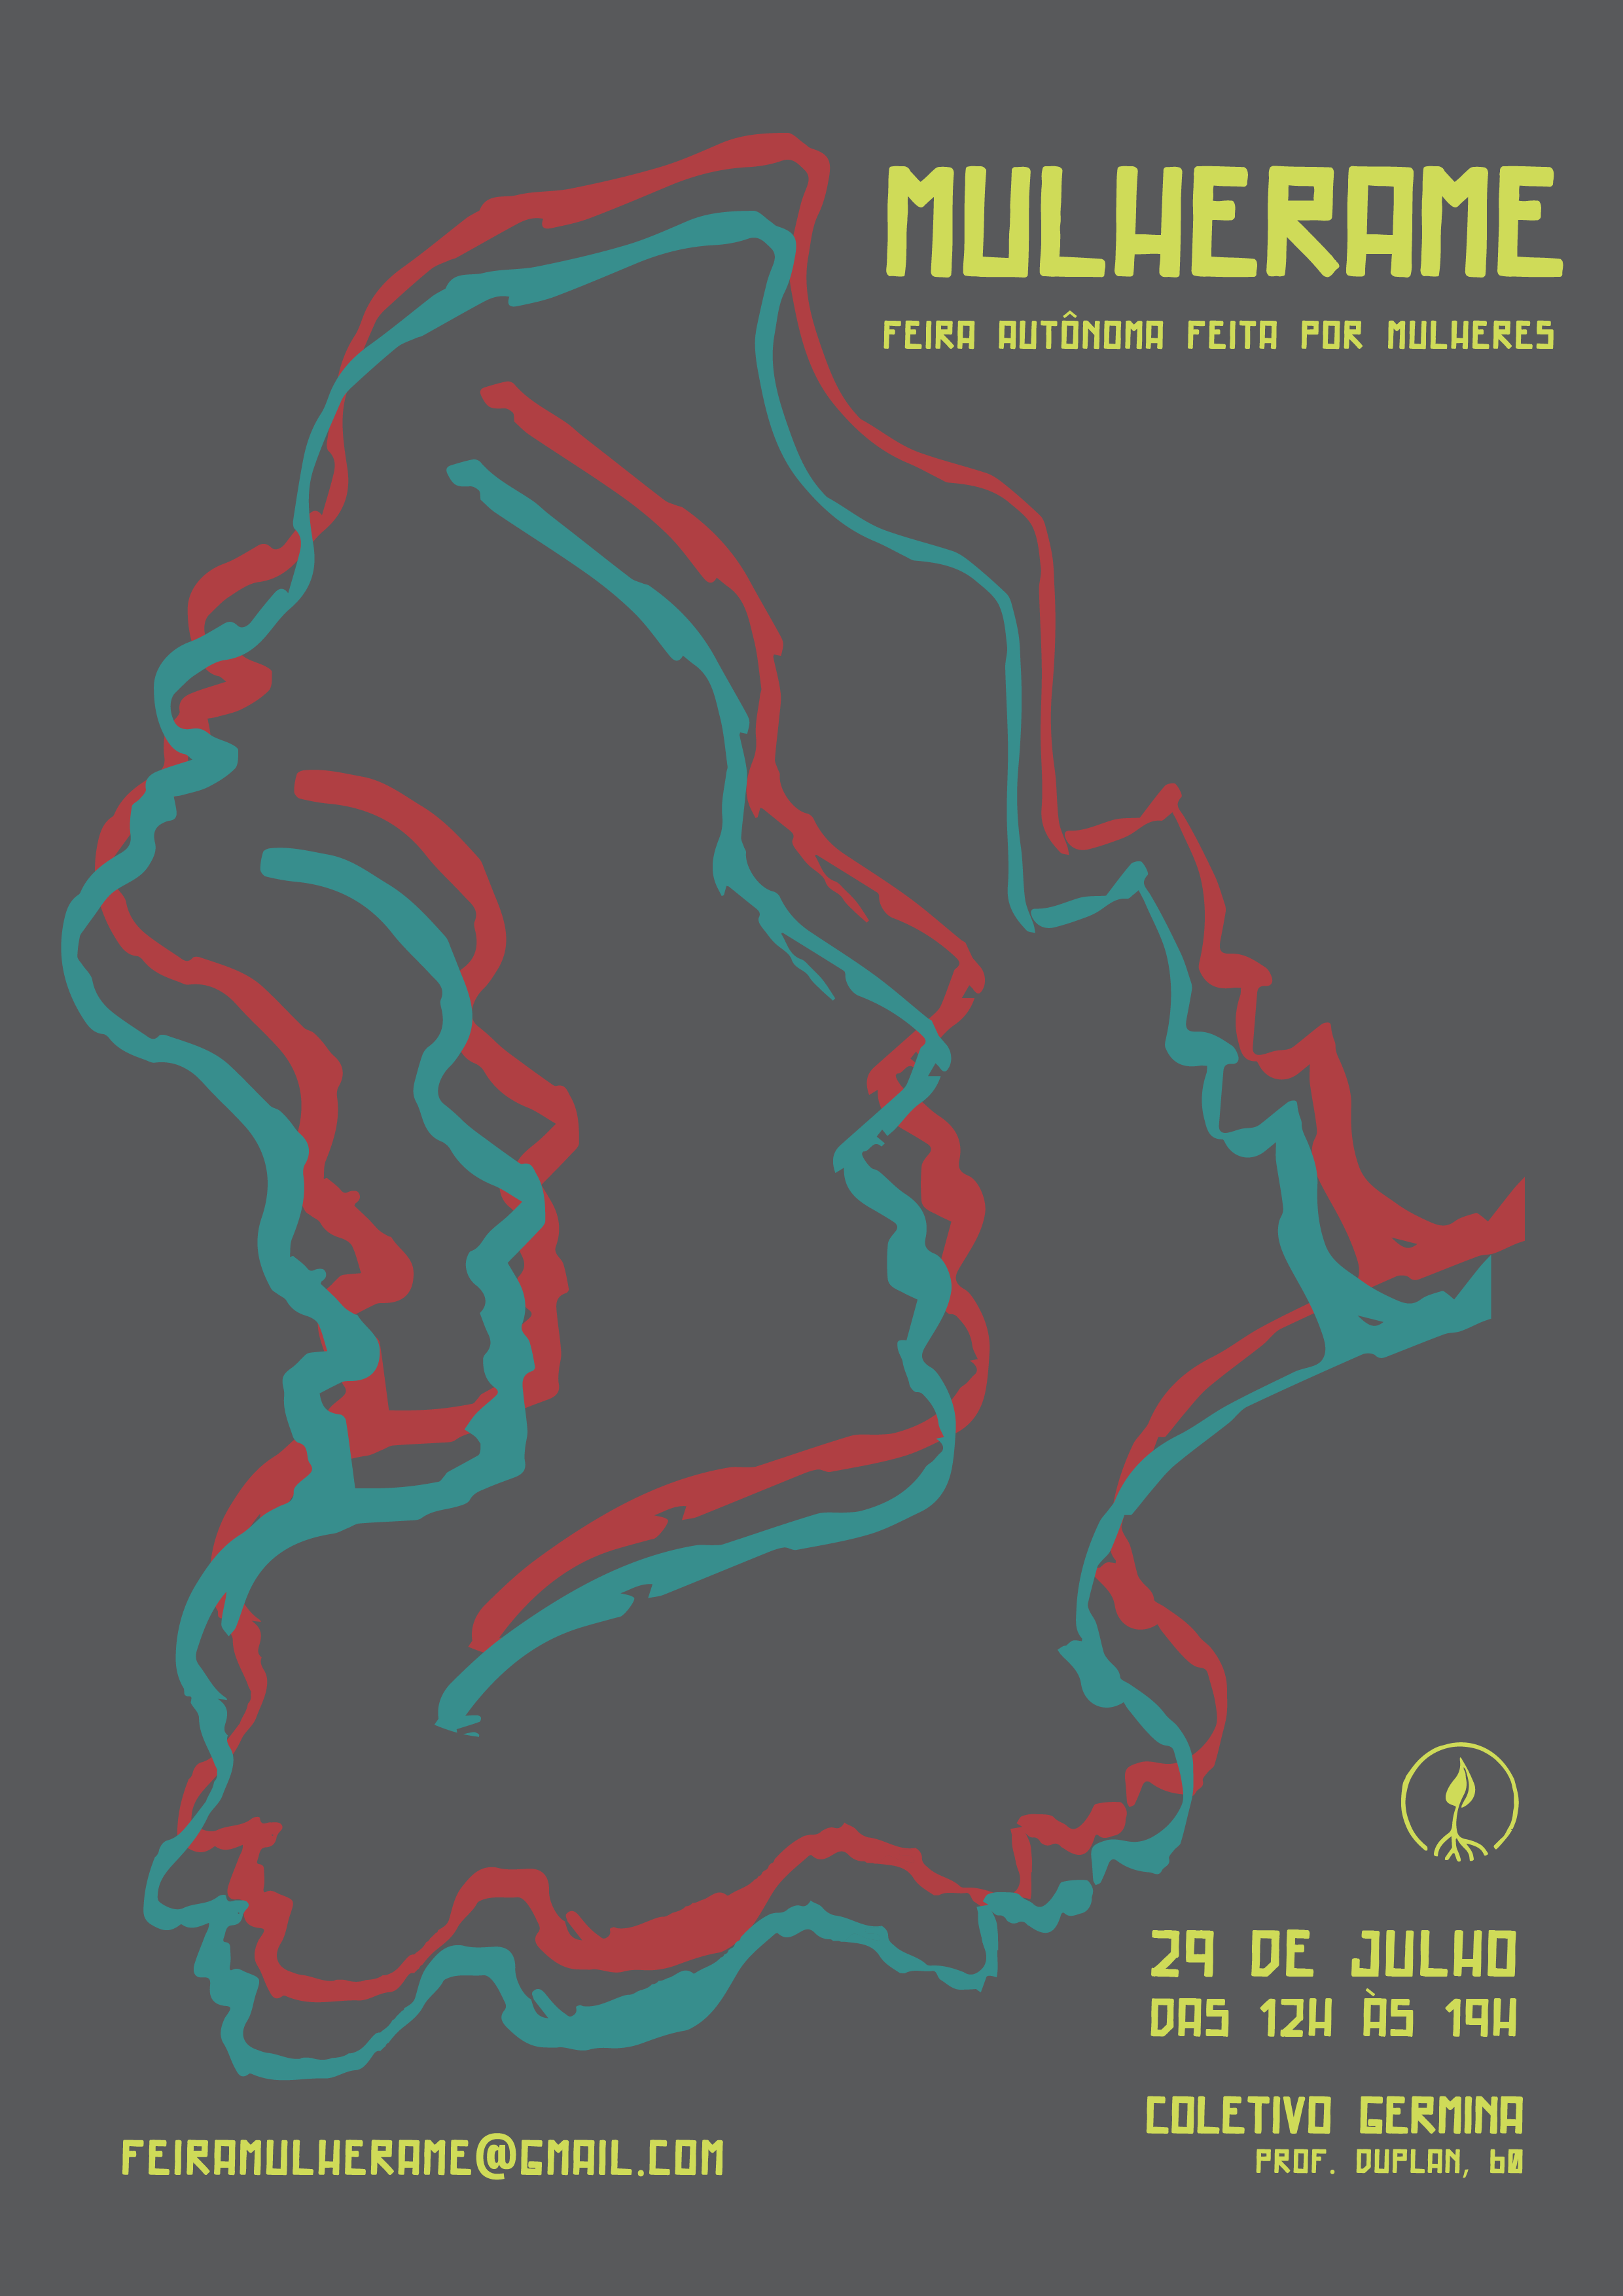 MULHERAME
FEIRA AUTÔNOMA FEITA POR MULHERES
29 DE JULHO
DAS 12H ÀS 19H
COLETIVO GERMINA
PROF. DUPLAN, 60
FEIRAMULHERAME@GMAIL.COM